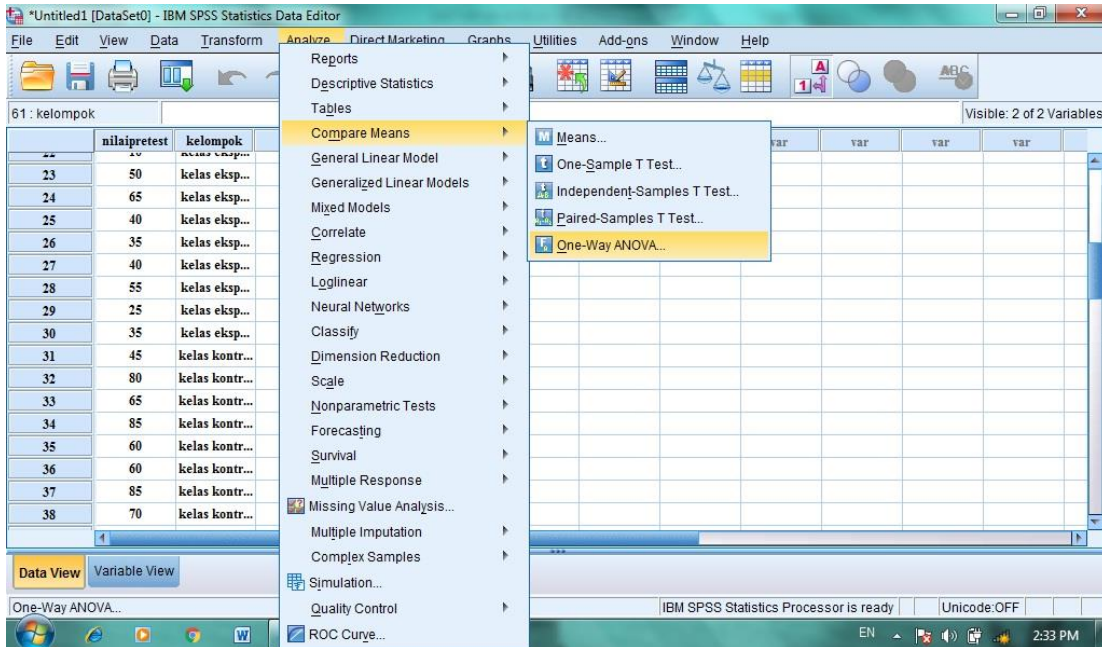 *Untitled1 [DataSet0] - IBM SPSS Statistics Data Editor
File Edit View Data Transform Analyze Direct Marketing Graphs Utilities Add-ons Window Help
61 : kelompok
Visible: 2 of 2 Variables
nilaipretest kelompok var var var var
23 50 kelas eksp...
24 65 kelas eksp...
25 40 kelas eksp...
26 35 kelas eksp...
27 40 kelas eksp...
28 55 kelas eksp...
29 25 kelas eksp...
30 35 kelas eksp...
31 45 kelas kontr...
32 80 kelas kontr...
33 65 kelas kontr...
34 85 kelas kontr...
35 60 kelas kontr...
36 60 kelas kontr...
37 85 kelas kontr...
38 70 kelas kontr...
Reports
Descriptive Statistics
Tables
Compare Means
General Linear Model
Generalized Linear Models
Mixed Models
Correlate
Regression
Loglinear
Neural Networks
Classify
Dimension Reduction
Scale
Nonparametric Tests
Forecasting
Survival
Multiple Response
Missing Value Analysis...
Multiple Imputation
Complex Samples
Simulation...
Quality Control
ROC Curve...
Means...
One-Sample T Test...
Independent-Samples T Test...
Paired-Samples T Test...
One-Way ANOVA...
Data View Variable View
One-Way ANOVA...
IBM SPSS Statistics Processor is ready
Unicode:OFF
EN
2:33 PM